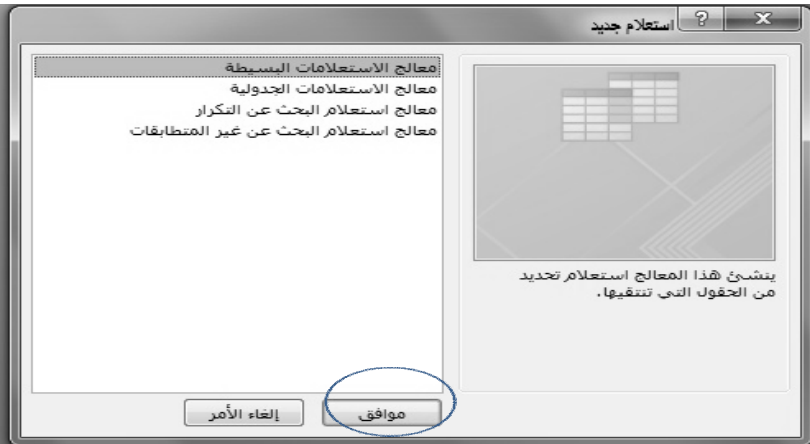 استعلام جديد
معالج الاستعلامات البسيطة
معالج الاستعلامات الجدولية
معالج استعلام البحث عن التكرار
معالج استعلام البحث عن غير المتطابقات
ينشئ هذا المعالج استعلام تحديد
من الحقول التي تنتقيها.
موافق
إلغاء الأمر